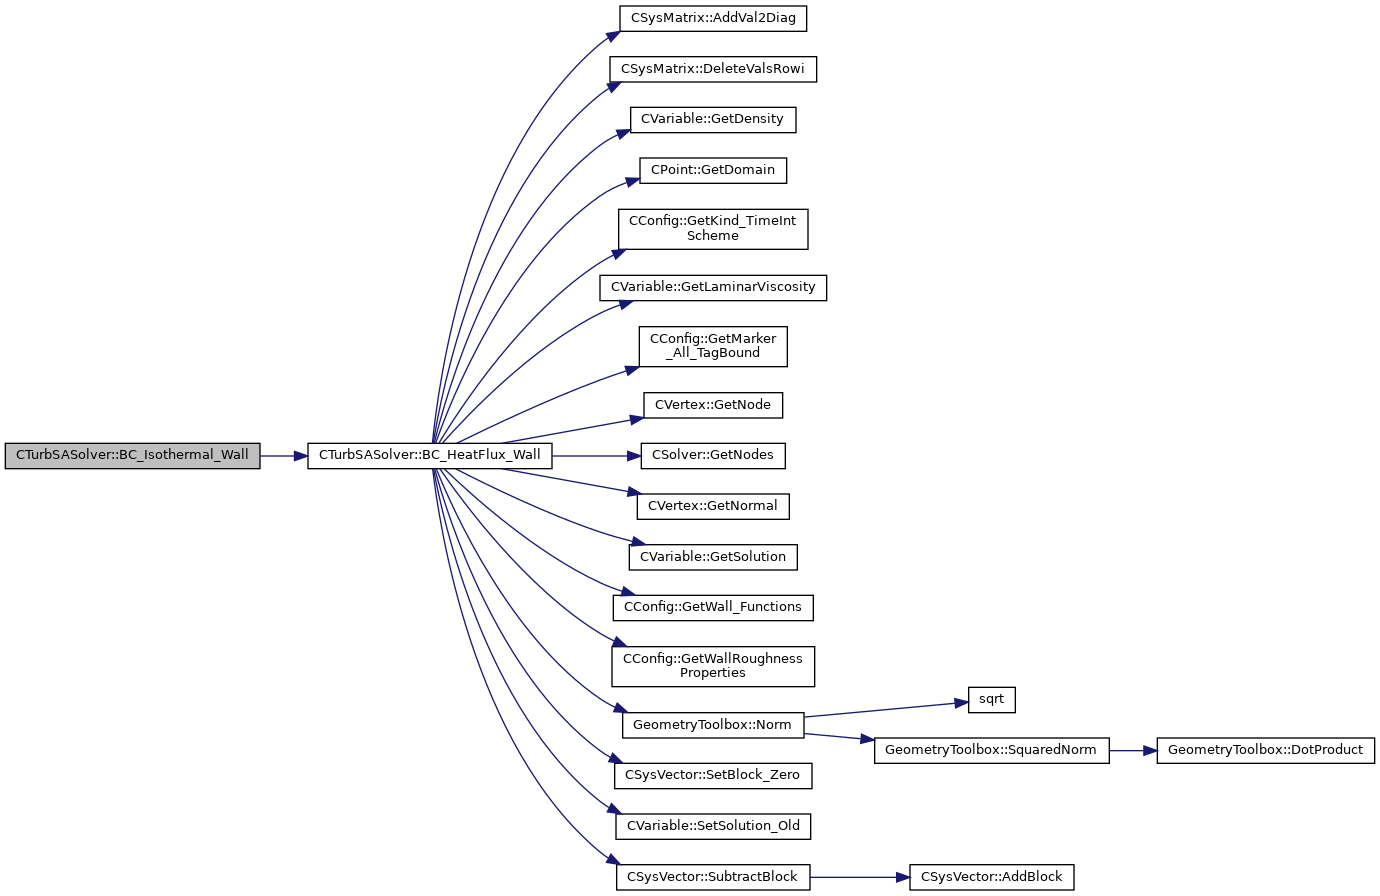 CSysMatrix::AddVal2Diag
CSysMatrix::DeleteValsRowi
CVariable::GetDensity
CPoint::GetDomain
CConfig::GetKind_TimeInt
Scheme
CVariable::GetLaminarViscosity
CConfig::GetMarker
_All_TagBound
CVertex::GetNode
CTurbSASolver::BC_Isothermal_Wall
CTurbSASolver::BC_HeatFlux_Wall
CSolver::GetNodes
CVertex::GetNormal
CVariable::GetSolution
CConfig::GetWall_Functions
CConfig::GetWallRoughness
Properties
GeometryToolbox::Norm
sqrt
GeometryToolbox::SquaredNorm
GeometryToolbox::DotProduct
CSysVector::SetBlock_Zero
CVariable::SetSolution_Old
CSysVector::SubtractBlock
CSysVector::AddBlock